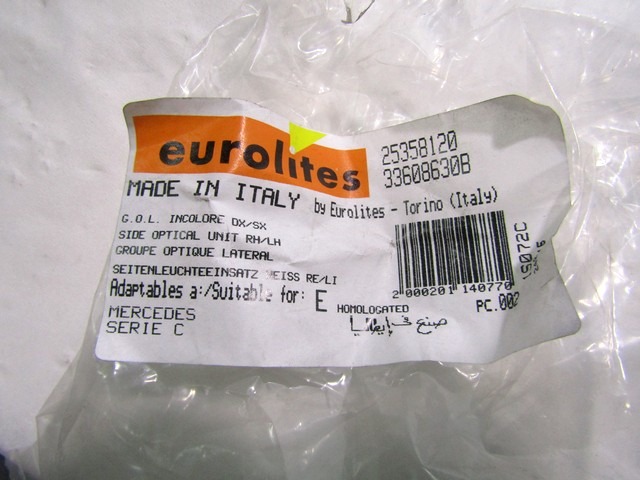 eurolites
25358120
33608630B
MADE IN ITALY by Eurolites - Torino (Italy)
G.O.L. INCOLORE DX/SX
SIDE OPTICAL UNIT RH/LH
GROUPE OPTIQUE LATERAL
SEITENLEUCHTEEINSATZ WEISS RE/LI
Adaptables a:/Suitable for: E
HOMOLOGATED
MERCEDES
SERIE C
2 000201 140770
PC.002
صنع في إيطاليا
IS072C